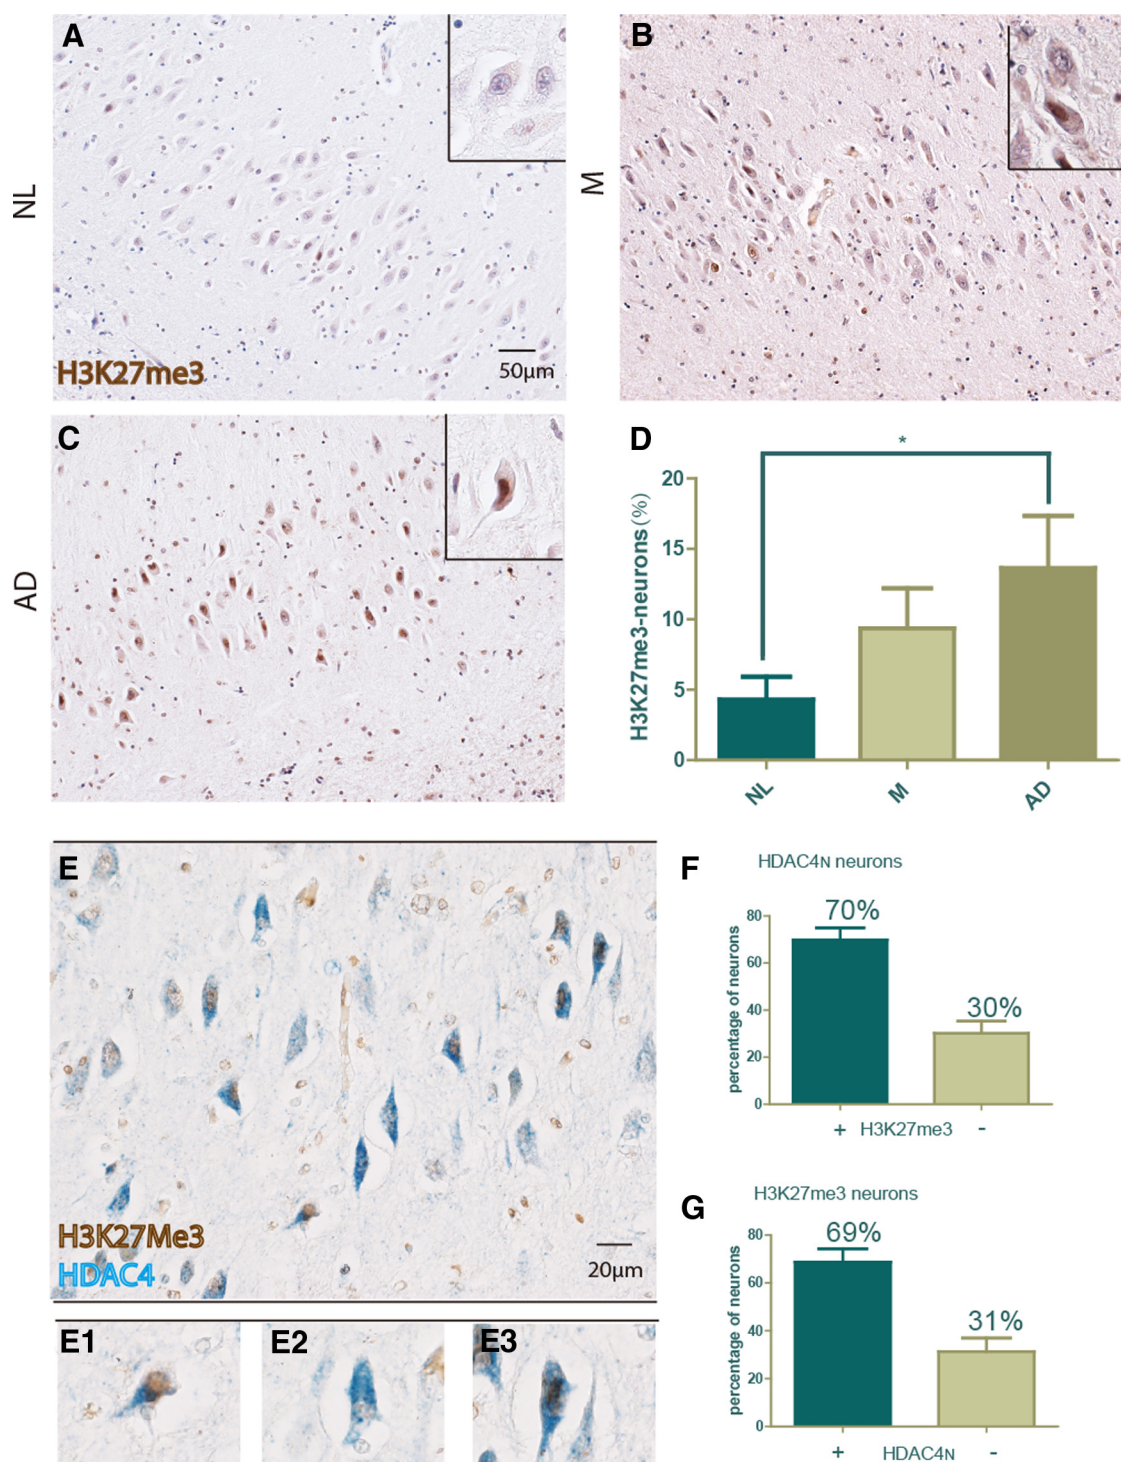 A
B
NL
M
H3K27me3
50µm
C
D
AD
*
H3K27me3-neurons(%)
20
15
10
5
0
NL
M
AD
E
H3K27Me3
HDAC4
20µm
E1
E2
E3
F
HDAC4N neurons
percentage of neurons
80
60
40
20
0
70%
30%
+ H3K27me3 -
G
H3K27me3 neurons
percentage of neurons
80
60
40
20
0
69%
31%
+ HDAC4N -